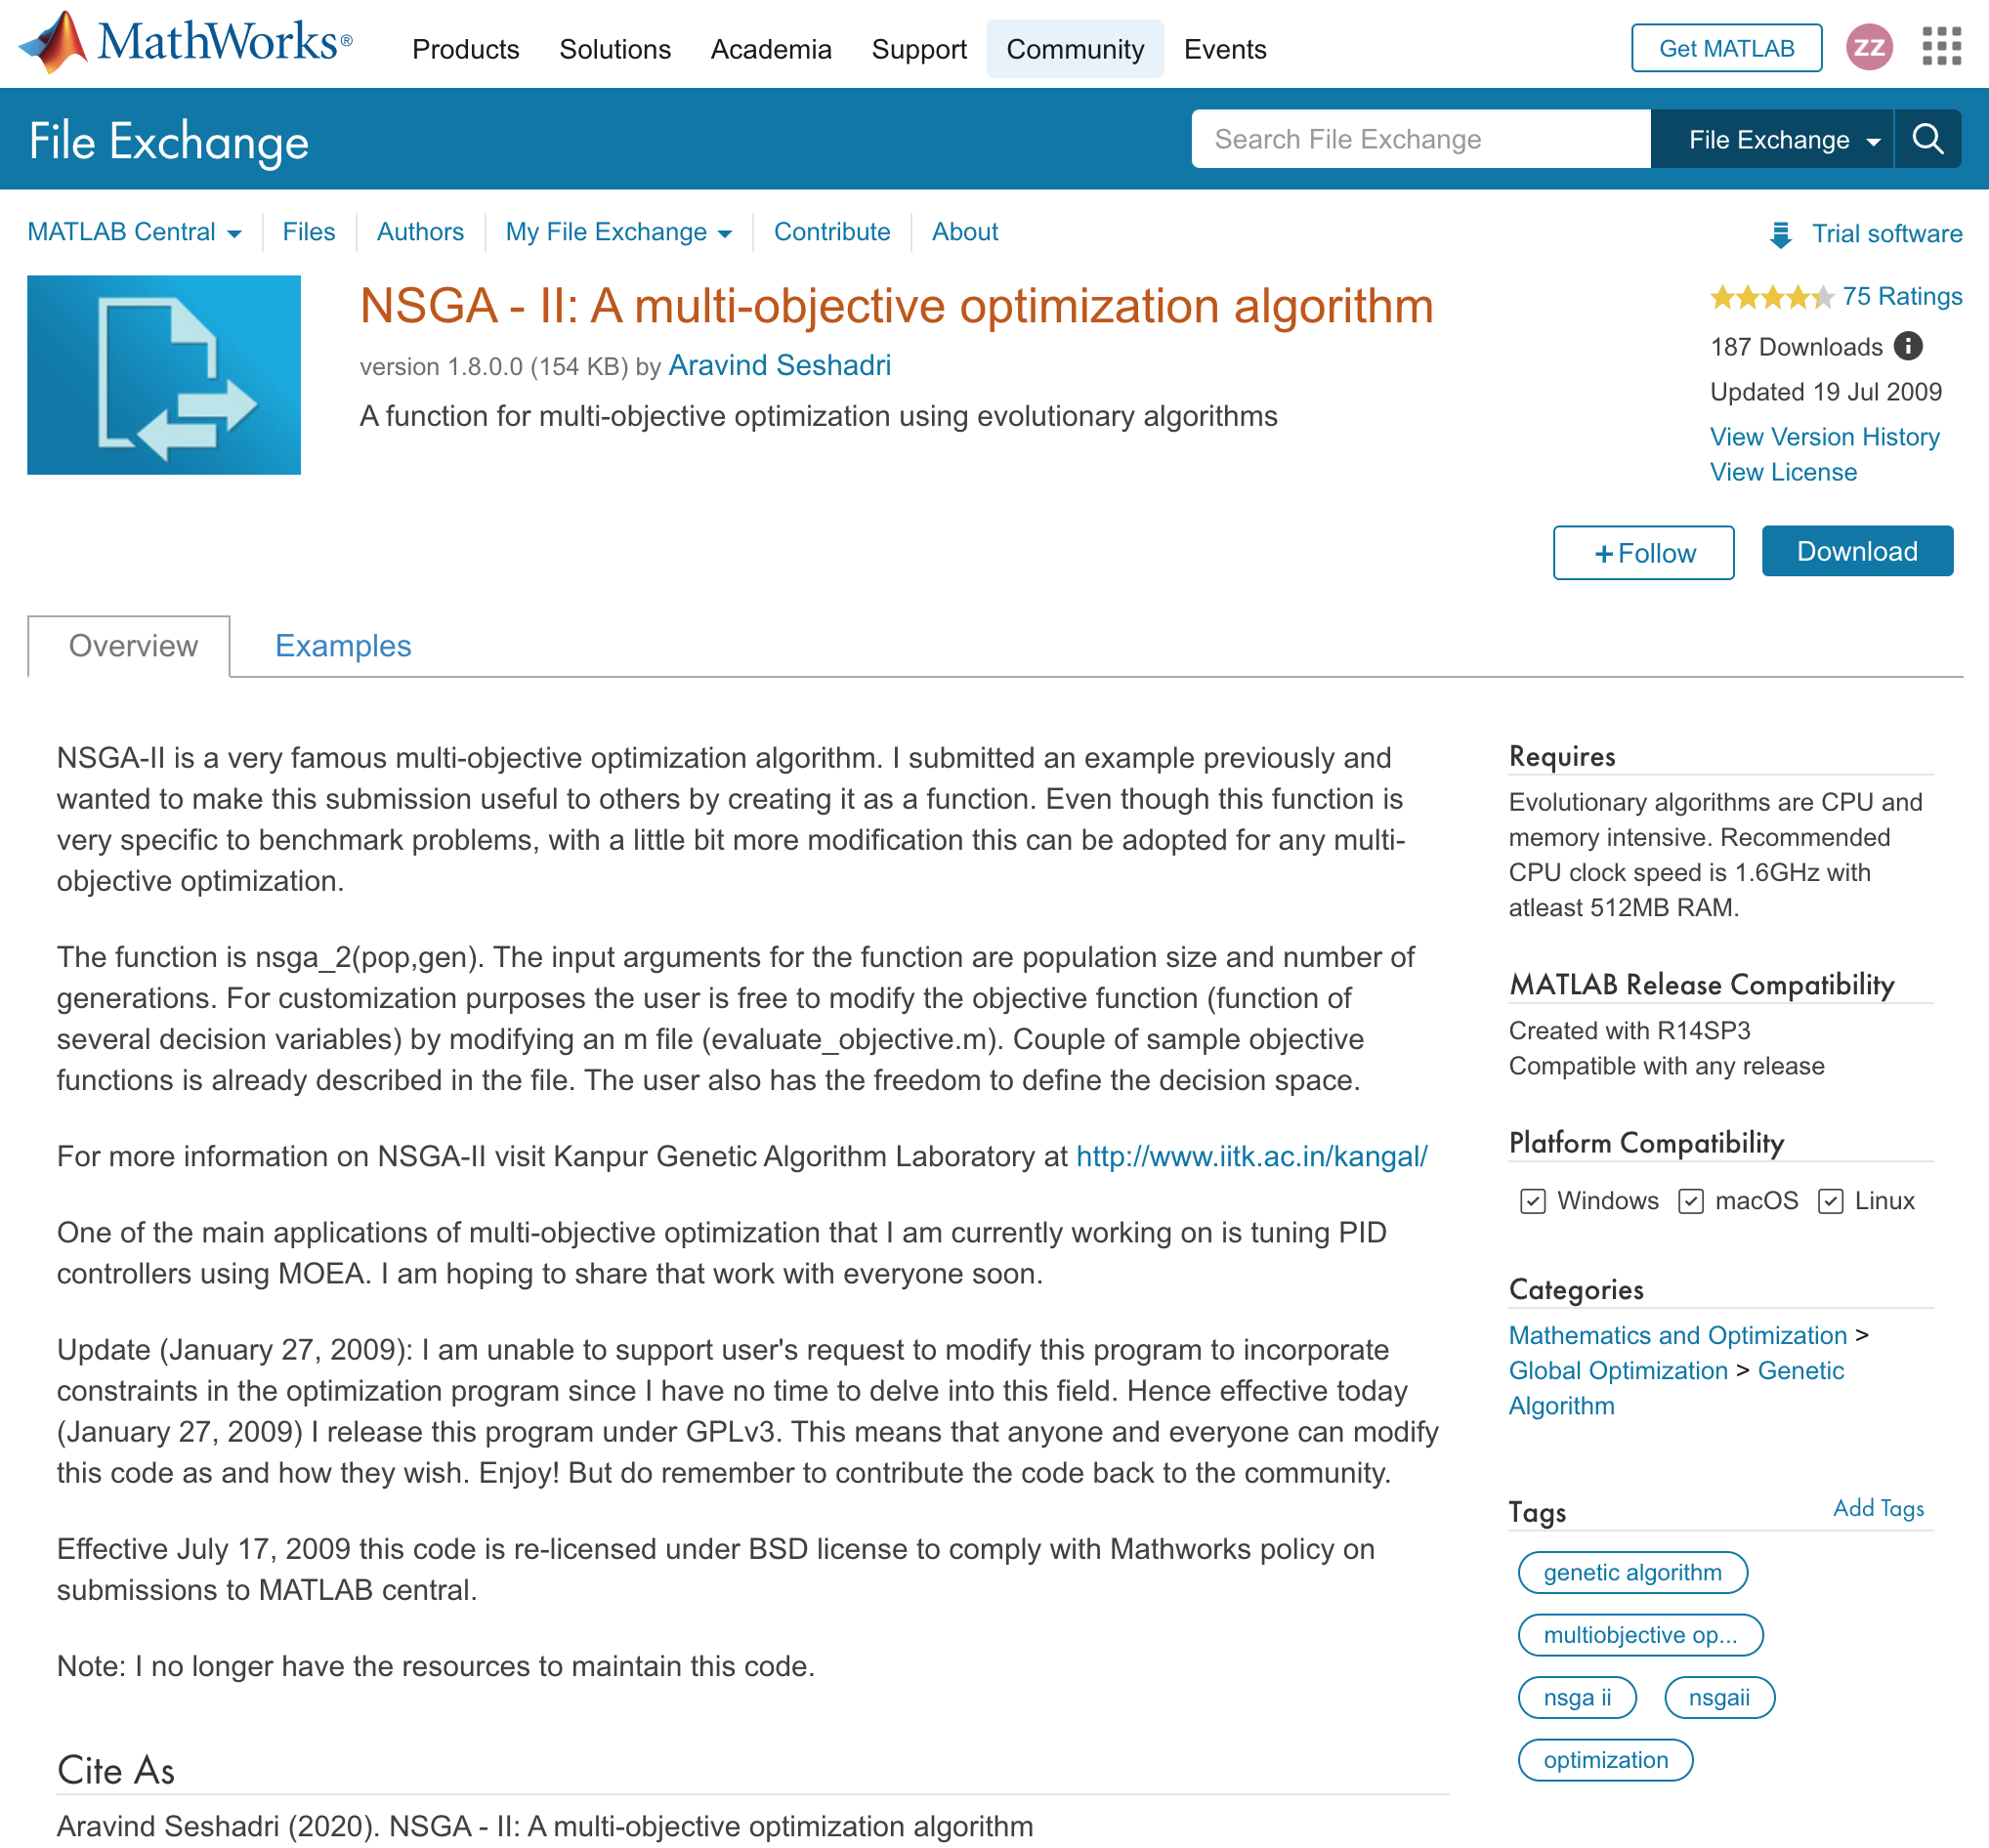 MathWorks®
Products Solutions Academia Support Community Events
Get MATLAB
ZZ
File Exchange
Search File Exchange
File Exchange
MATLAB Central
Files
Authors
My File Exchange
Contribute
About
Trial software
NSGA - II: A multi-objective optimization algorithm
version 1.8.0.0 (154 KB) by Aravind Seshadri
A function for multi-objective optimization using evolutionary algorithms
75 Ratings
187 Downloads
Updated 19 Jul 2009
View Version History
View License
+Follow
Download
Overview
Examples
NSGA-II is a very famous multi-objective optimization algorithm. I submitted an example previously and
wanted to make this submission useful to others by creating it as a function. Even though this function is
very specific to benchmark problems, with a little bit more modification this can be adopted for any multi-
objective optimization.
The function is nsga_2(pop,gen). The input arguments for the function are population size and number of
generations. For customization purposes the user is free to modify the objective function (function of
several decision variables) by modifying an m file (evaluate_objective.m). Couple of sample objective
functions is already described in the file. The user also has the freedom to define the decision space.
For more information on NSGA-II visit Kanpur Genetic Algorithm Laboratory at http://www.iitk.ac.in/kangal/
One of the main applications of multi-objective optimization that I am currently working on is tuning PID
controllers using MOEA. I am hoping to share that work with everyone soon.
Update (January 27, 2009): I am unable to support user's request to modify this program to incorporate
constraints in the optimization program since I have no time to delve into this field. Hence effective today
(January 27, 2009) I release this program under GPLv3. This means that anyone and everyone can modify
this code as and how they wish. Enjoy! But do remember to contribute the code back to the community.
Effective July 17, 2009 this code is re-licensed under BSD license to comply with Mathworks policy on
submissions to MATLAB central.
Note: I no longer have the resources to maintain this code.
Cite As
Aravind Seshadri (2020). NSGA - II: A multi-objective optimization algorithm
Requires
Evolutionary algorithms are CPU and
memory intensive. Recommended
CPU clock speed is 1.6GHz with
atleast 512MB RAM.
MATLAB Release Compatibility
Created with R14SP3
Compatible with any release
Platform Compatibility
Windows macOS Linux
Categories
Mathematics and Optimization >
Global Optimization > Genetic
Algorithm
Tags
Add Tags
genetic algorithm
multiobjective op...
nsga ii
nsgaii
optimization